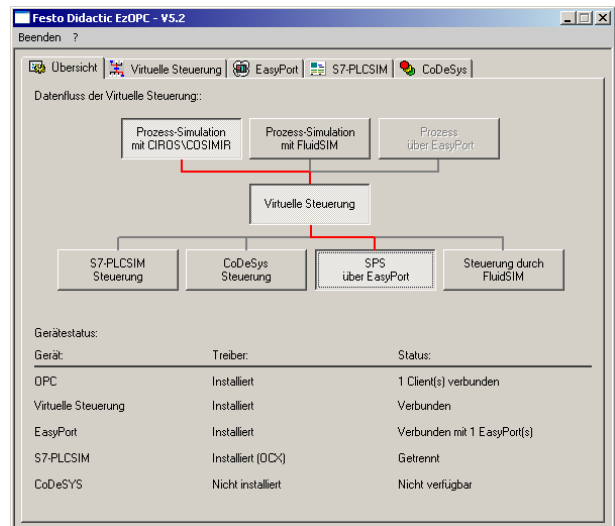 Festo Didactic EzOPC - V5.2
Beenden ?
Übersicht Virtuelle Steuerung EasyPort S7-PLCSIM CoDeSys
Datenfluss der Virtuelle Steuerung::
Prozess-Simulation mit CIROS\COSIMIR
Prozess-Simulation mit FluidSIM
Prozess über EasyPort
Virtuelle Steuerung
S7-PLCSIM Steuerung
CoDeSys Steuerung
SPS über EasyPort
Steuerung durch FluidSIM
Gerätestatus:
Gerät: Treiber: Status:
OPC Installiert 1 Client(s) verbunden
Virtuelle Steuerung Installiert Verbunden
EasyPort Installiert Verbunden mit 1 EasyPort(s)
S7-PLCSIM Installiert (OCX) Getrennt
CoDeSYS Nicht installiert Nicht verfügbar